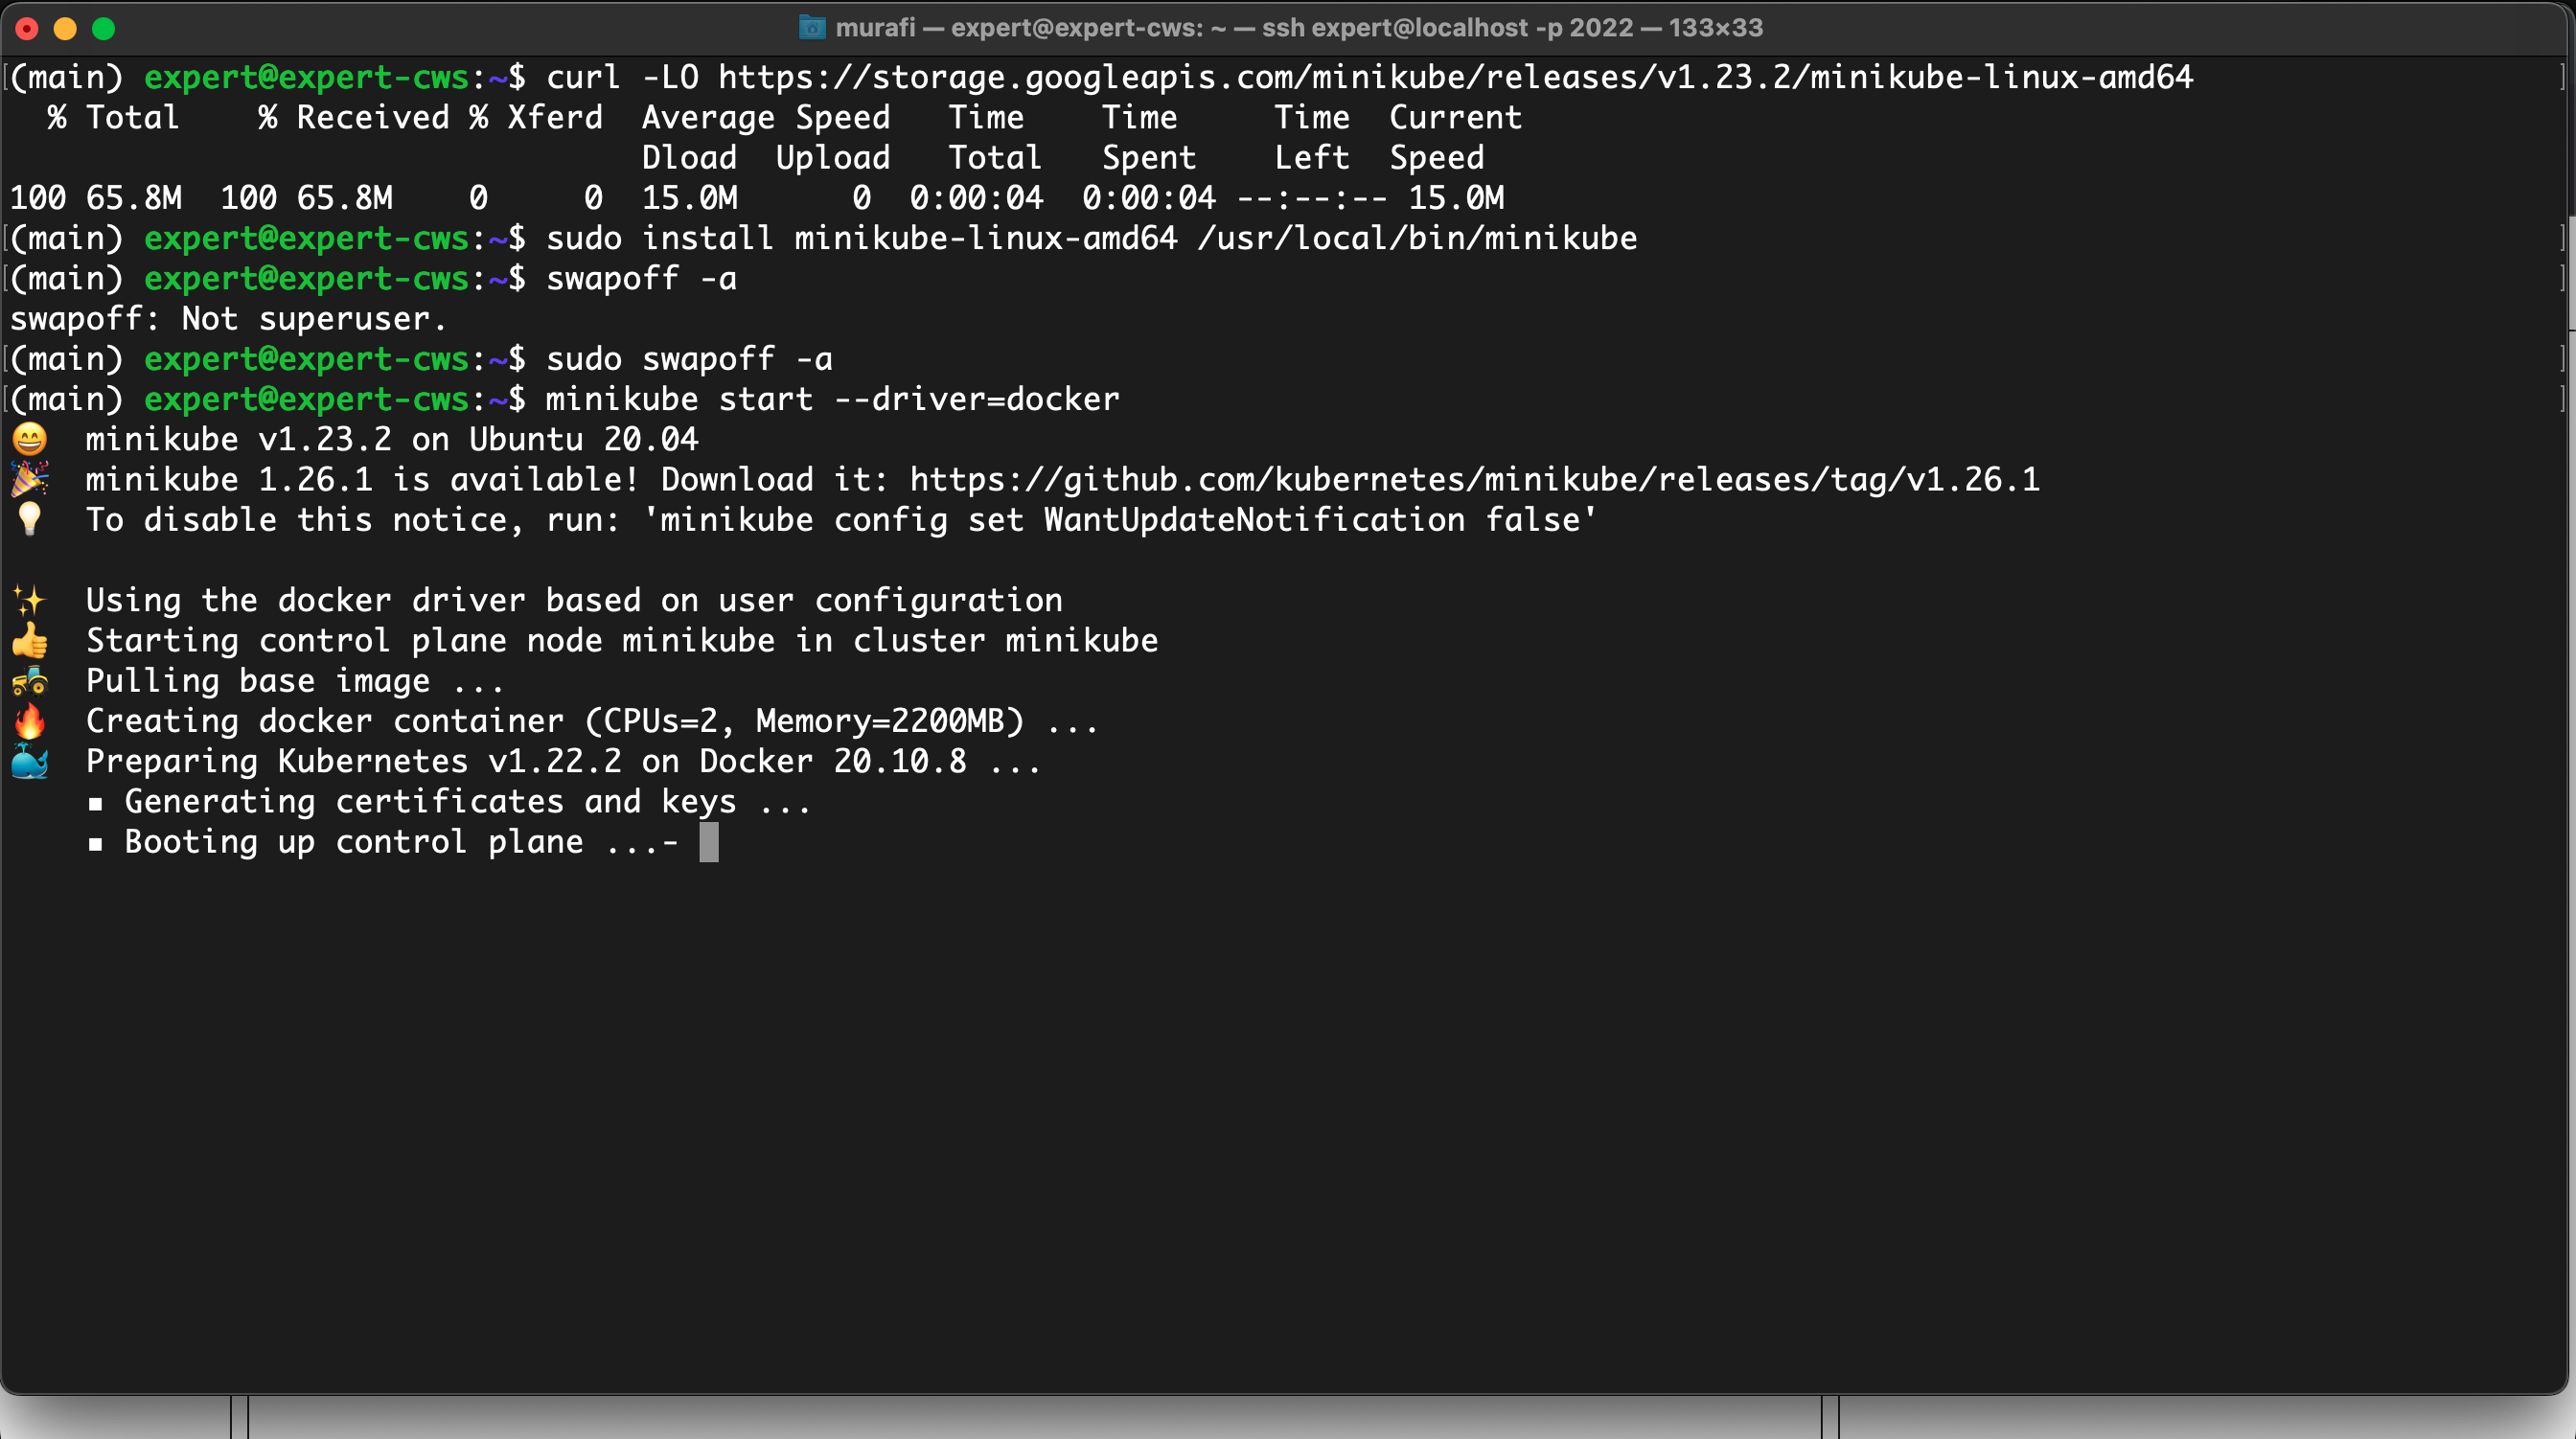 murafi — expert@expert-cws: ~ — ssh expert@localhost -p 2022 — 133×33
[(main) expert@expert-cws:~$ curl -LO https://storage.googleapis.com/minikube/releases/v1.23.2/minikube-linux-amd64 ]
  % Total    % Received % Xferd  Average Speed   Time    Time     Time  Current
                                 Dload  Upload   Total   Spent    Left  Speed
100 65.8M  100 65.8M    0     0  15.0M      0  0:00:04  0:00:04 --:--:-- 15.0M
[(main) expert@expert-cws:~$ sudo install minikube-linux-amd64 /usr/local/bin/minikube ]
[(main) expert@expert-cws:~$ swapoff -a ]
swapoff: Not superuser.
[(main) expert@expert-cws:~$ sudo swapoff -a ]
[(main) expert@expert-cws:~$ minikube start --driver=docker ]
😄  minikube v1.23.2 on Ubuntu 20.04
🎉  minikube 1.26.1 is available! Download it: https://github.com/kubernetes/minikube/releases/tag/v1.26.1
💡  To disable this notice, run: 'minikube config set WantUpdateNotification false'
✨  Using the docker driver based on user configuration
👍  Starting control plane node minikube in cluster minikube
🚜  Pulling base image ...
🔥  Creating docker container (CPUs=2, Memory=2200MB) ...
🐳  Preparing Kubernetes v1.22.2 on Docker 20.10.8 ...
    ▪ Generating certificates and keys ...
    ▪ Booting up control plane ...-